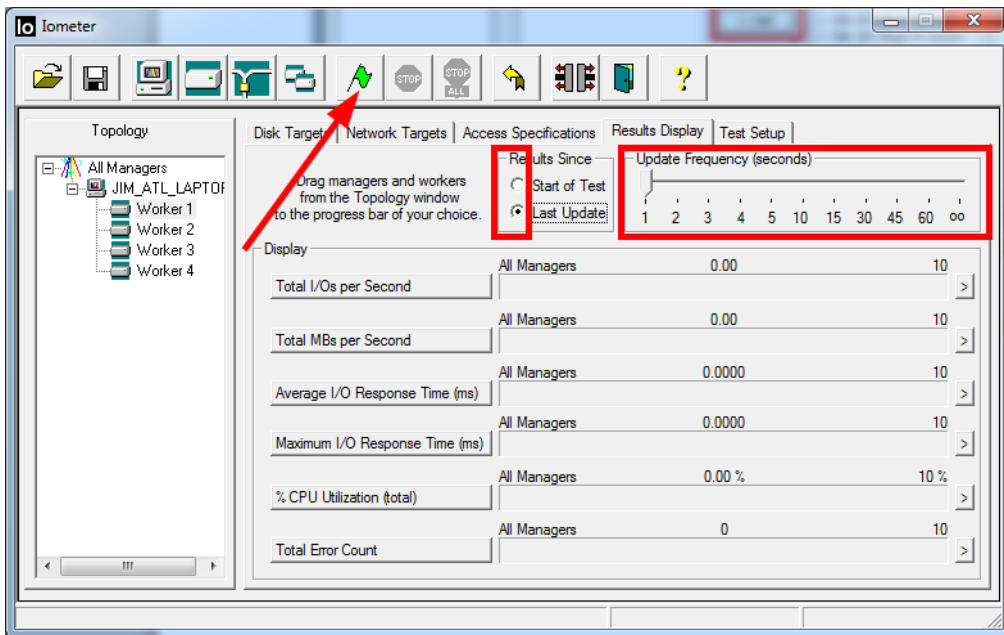 Io Iometer
STOP
STOP
ALL
Topology
All Managers
JIM_ATL_LAPTOP
Worker 1
Worker 2
Worker 3
Worker 4
Disk Targets Network Targets Access Specifications Results Display Test Setup
Drag managers and workers
from the Topology window
to the progress bar of your choice.
Results Since
Start of Test
Last Update
Update Frequency (seconds)
1 2 3 4 5 10 15 30 45 60 oo
Display
All Managers 0.00 10
Total I/Os per Second >
All Managers 0.00 10
Total MBs per Second >
All Managers 0.0000 10
Average I/O Response Time (ms) >
All Managers 0.0000 10
Maximum I/O Response Time (ms) >
All Managers 0.00 % 10 %
% CPU Utilization (total) >
All Managers 0 10
Total Error Count >